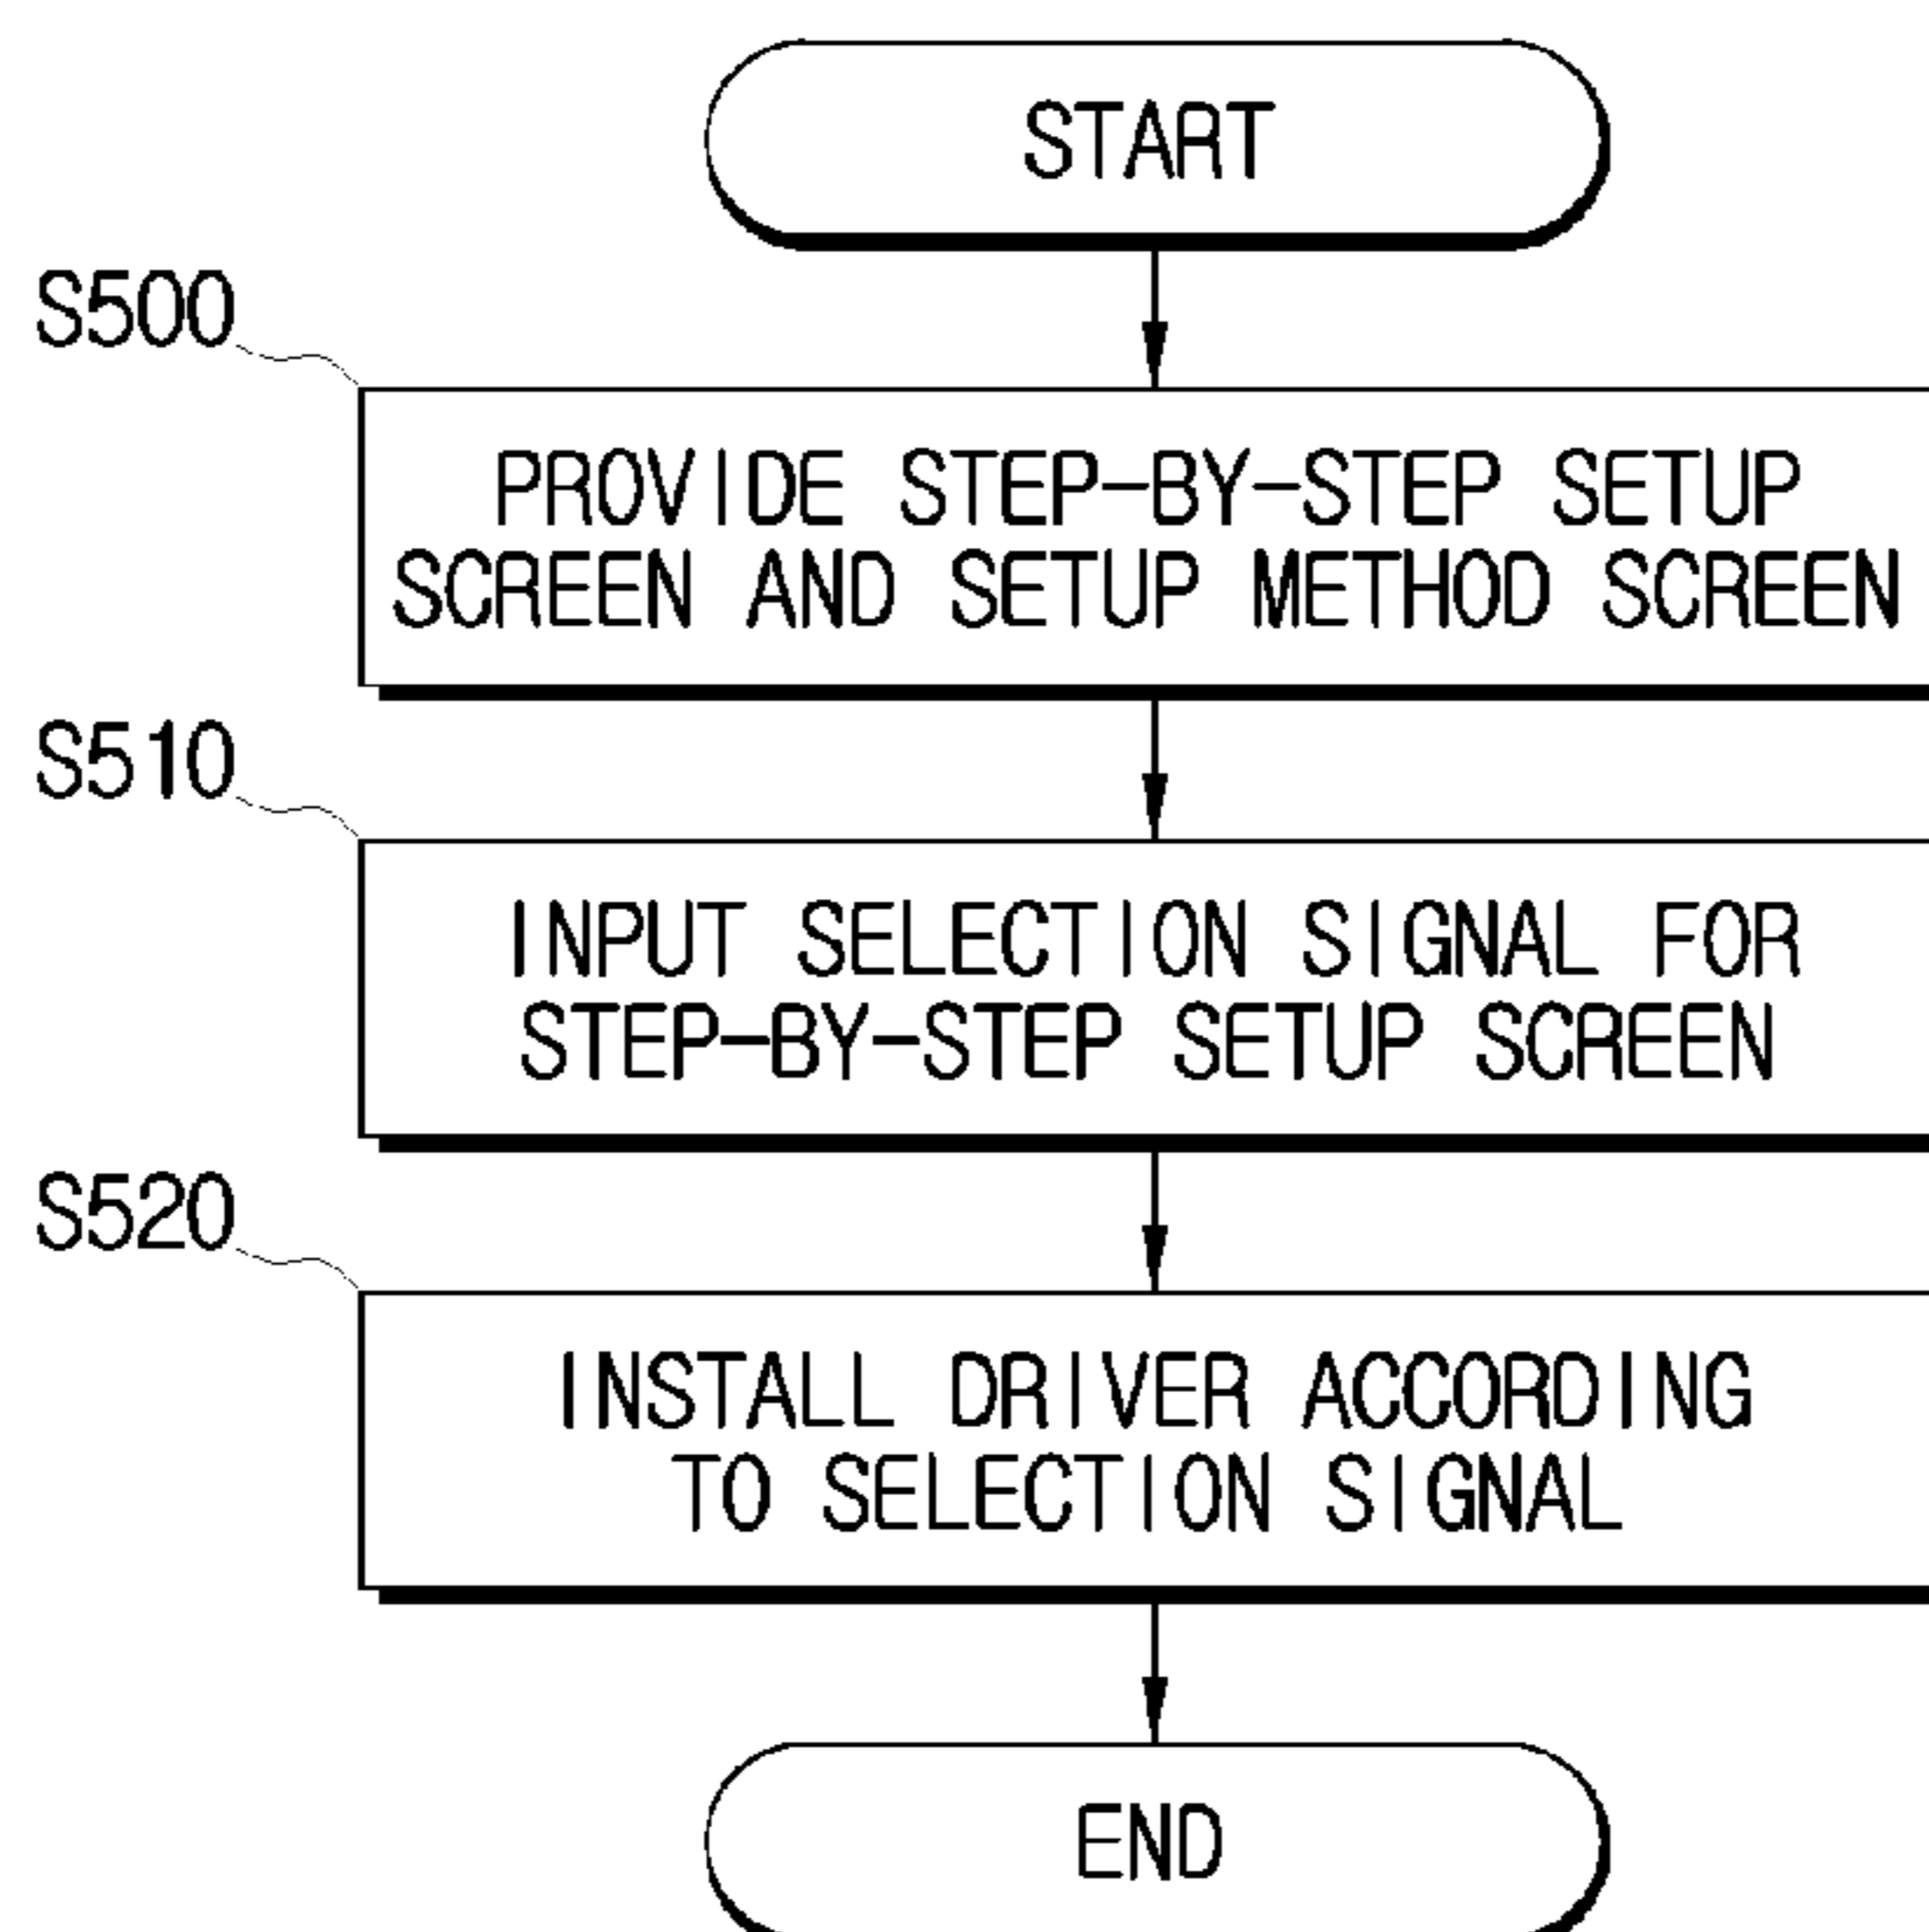 START
S500
PROVIDE STEP-BY-STEP SETUP
SCREEN AND SETUP METHOD SCREEN
S510
INPUT SELECTION SIGNAL FOR
STEP-BY-STEP SETUP SCREEN
S520
INSTALL DRIVER ACCORDING
TO SELECTION SIGNAL
END